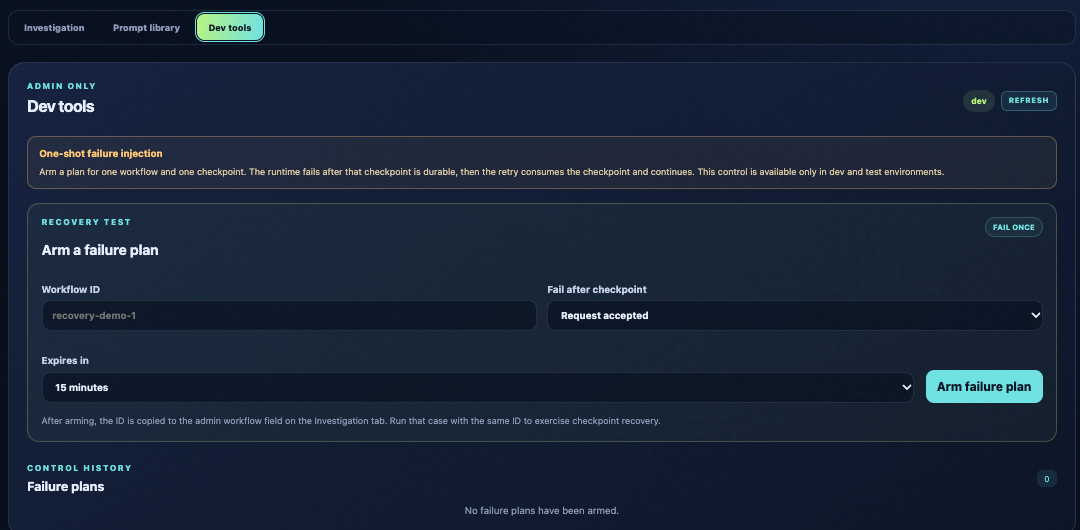 Investigation
Prompt library
Dev tools
ADMIN ONLY
Dev tools
dev
REFRESH
One-shot failure injection
Arm a plan for one workflow and one checkpoint. The runtime fails after that checkpoint is durable, then the retry consumes the checkpoint and continues. This control is available only in dev and test environments.
RECOVERY TEST
FAIL ONCE
Arm a failure plan
Workflow ID
recovery-demo-1
Fail after checkpoint
Request accepted
Expires in
15 minutes
Arm failure plan
After arming, the ID is copied to the admin workflow field on the Investigation tab. Run that case with the same ID to exercise checkpoint recovery.
CONTROL HISTORY
Failure plans
0
No failure plans have been armed.